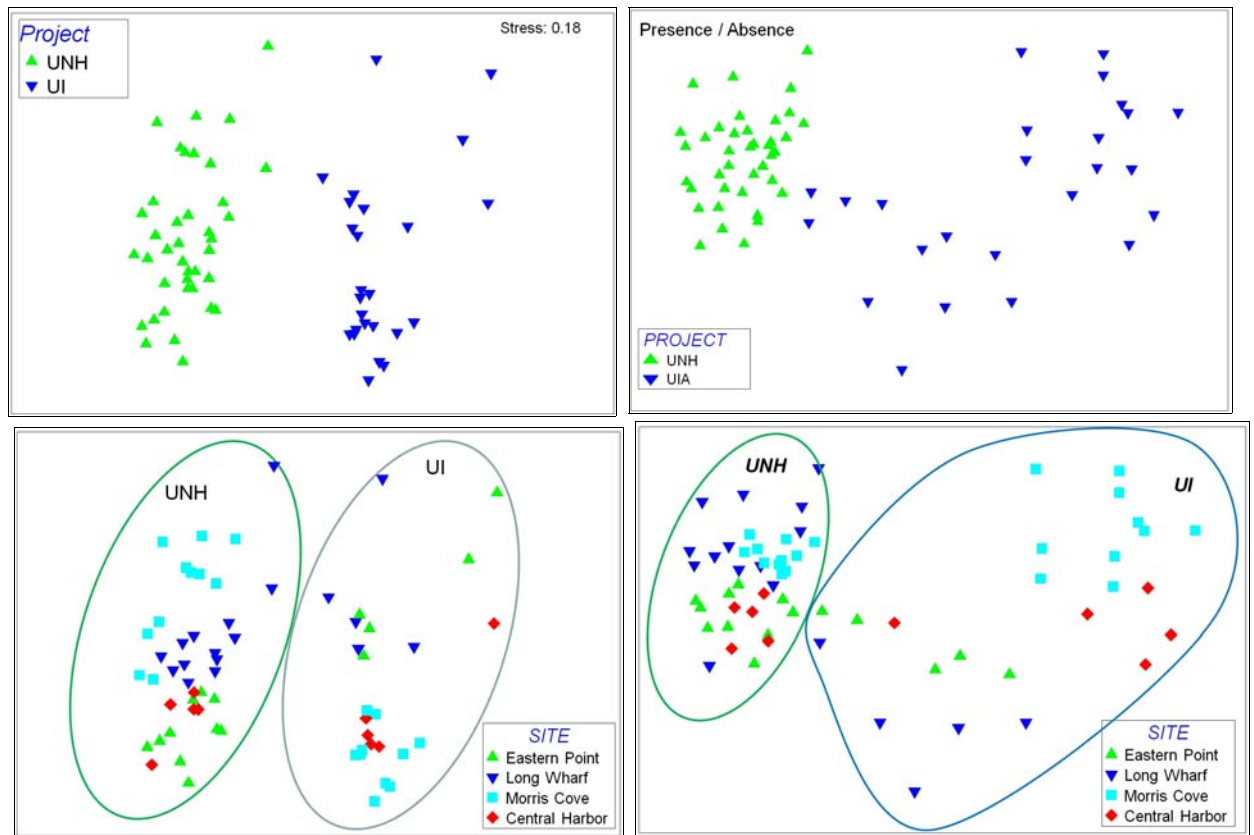 Project
UNH
UI
Stress: 0.18
Presence / Absence
PROJECT
UNH
UIA
UNH
UI
SITE
Eastern Point
Long Wharf
Morris Cove
Central Harbor
UNH
UI
SITE
Eastern Point
Long Wharf
Morris Cove
Central Harbor